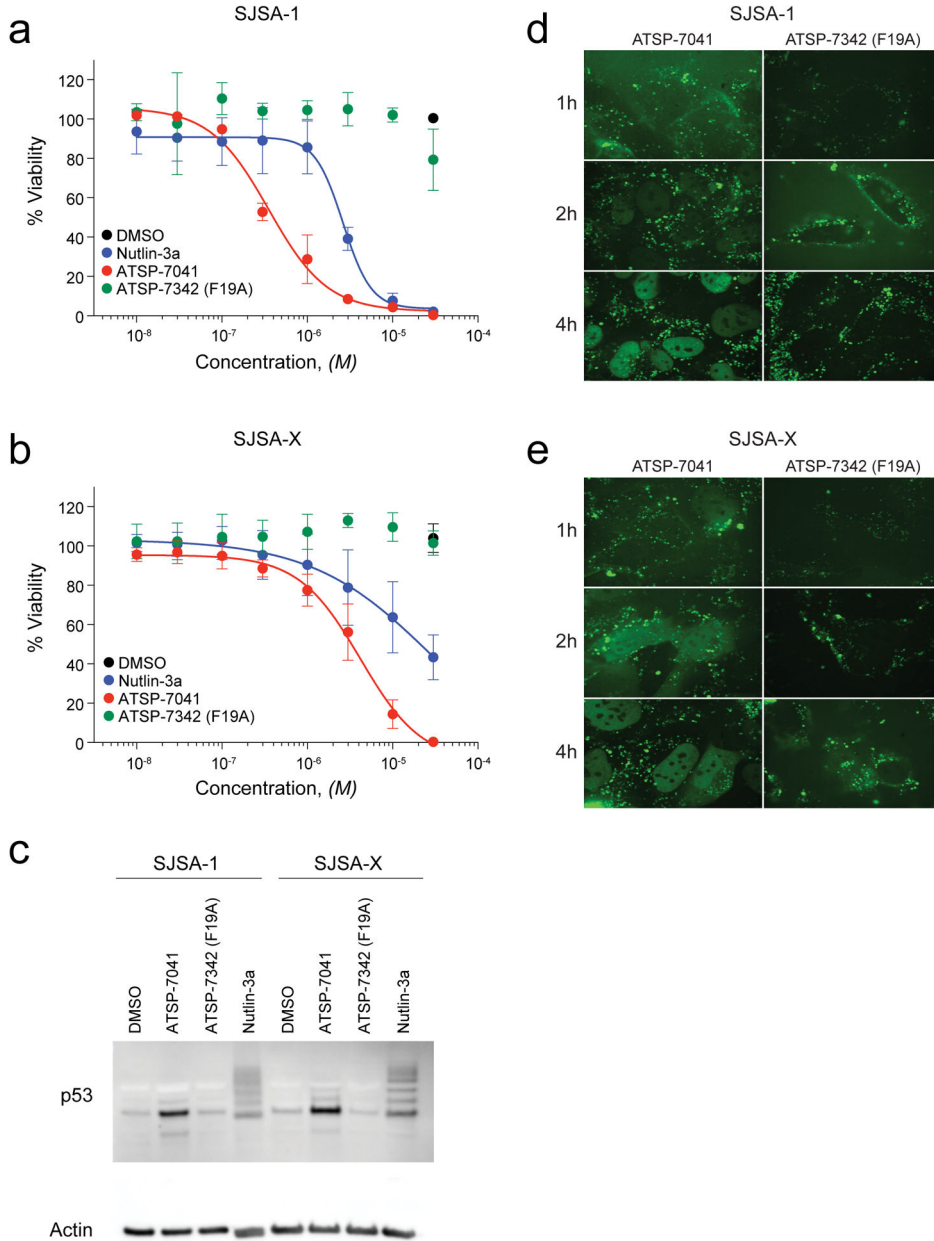 a
SJSA-1
% Viability
120
100
80
60
40
20
0
DMSO
Nutlin-3a
ATSP-7041
ATSP-7342 (F19A)
10-8
10-7
10-6
10-5
10-4
Concentration, (M)
b
SJSA-X
% Viability
120
100
80
60
40
20
0
DMSO
Nutlin-3a
ATSP-7041
ATSP-7342 (F19A)
10-8
10-7
10-6
10-5
10-4
Concentration, (M)
c
SJSA-1
SJSA-X
DMSO
ATSP-7041
ATSP-7342 (F19A)
Nutlin-3a
DMSO
ATSP-7041
ATSP-7342 (F19A)
Nutlin-3a
p53
Actin
d
SJSA-1
ATSP-7041
ATSP-7342 (F19A)
1h
2h
4h
e
SJSA-X
ATSP-7041
ATSP-7342 (F19A)
1h
2h
4h